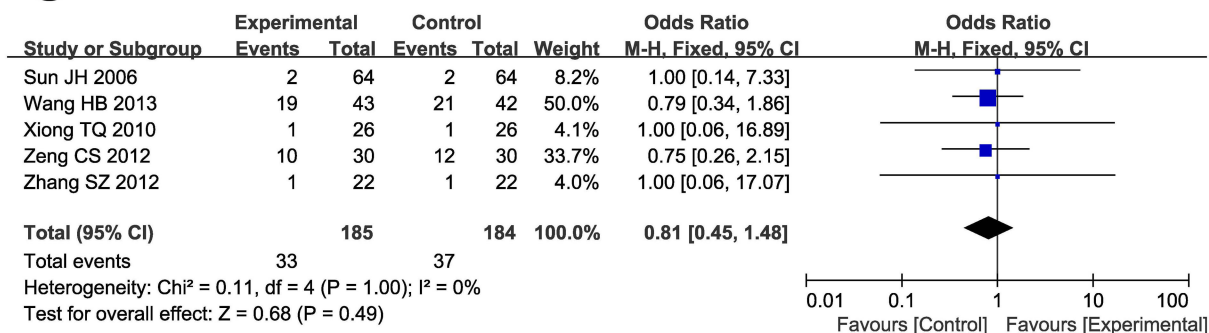 Experimental Control Odds Ratio Odds Ratio
Study or Subgroup Events Total Events Total Weight M-H, Fixed, 95% CI M-H, Fixed, 95% CI
Sun JH 2006 2 64 2 64 8.2% 1.00 [0.14, 7.33]
Wang HB 2013 19 43 21 42 50.0% 0.79 [0.34, 1.86]
Xiong TQ 2010 1 26 1 26 4.1% 1.00 [0.06, 16.89]
Zeng CS 2012 10 30 12 30 33.7% 0.75 [0.26, 2.15]
Zhang SZ 2012 1 22 1 22 4.0% 1.00 [0.06, 17.07]
Total (95% CI) 185 184 100.0% 0.81 [0.45, 1.48]
Total events 33 37
Heterogeneity: Chi² = 0.11, df = 4 (P = 1.00); I² = 0%
Test for overall effect: Z = 0.68 (P = 0.49)
0.01 0.1 1 10 100
Favours [Control] Favours [Experimental]